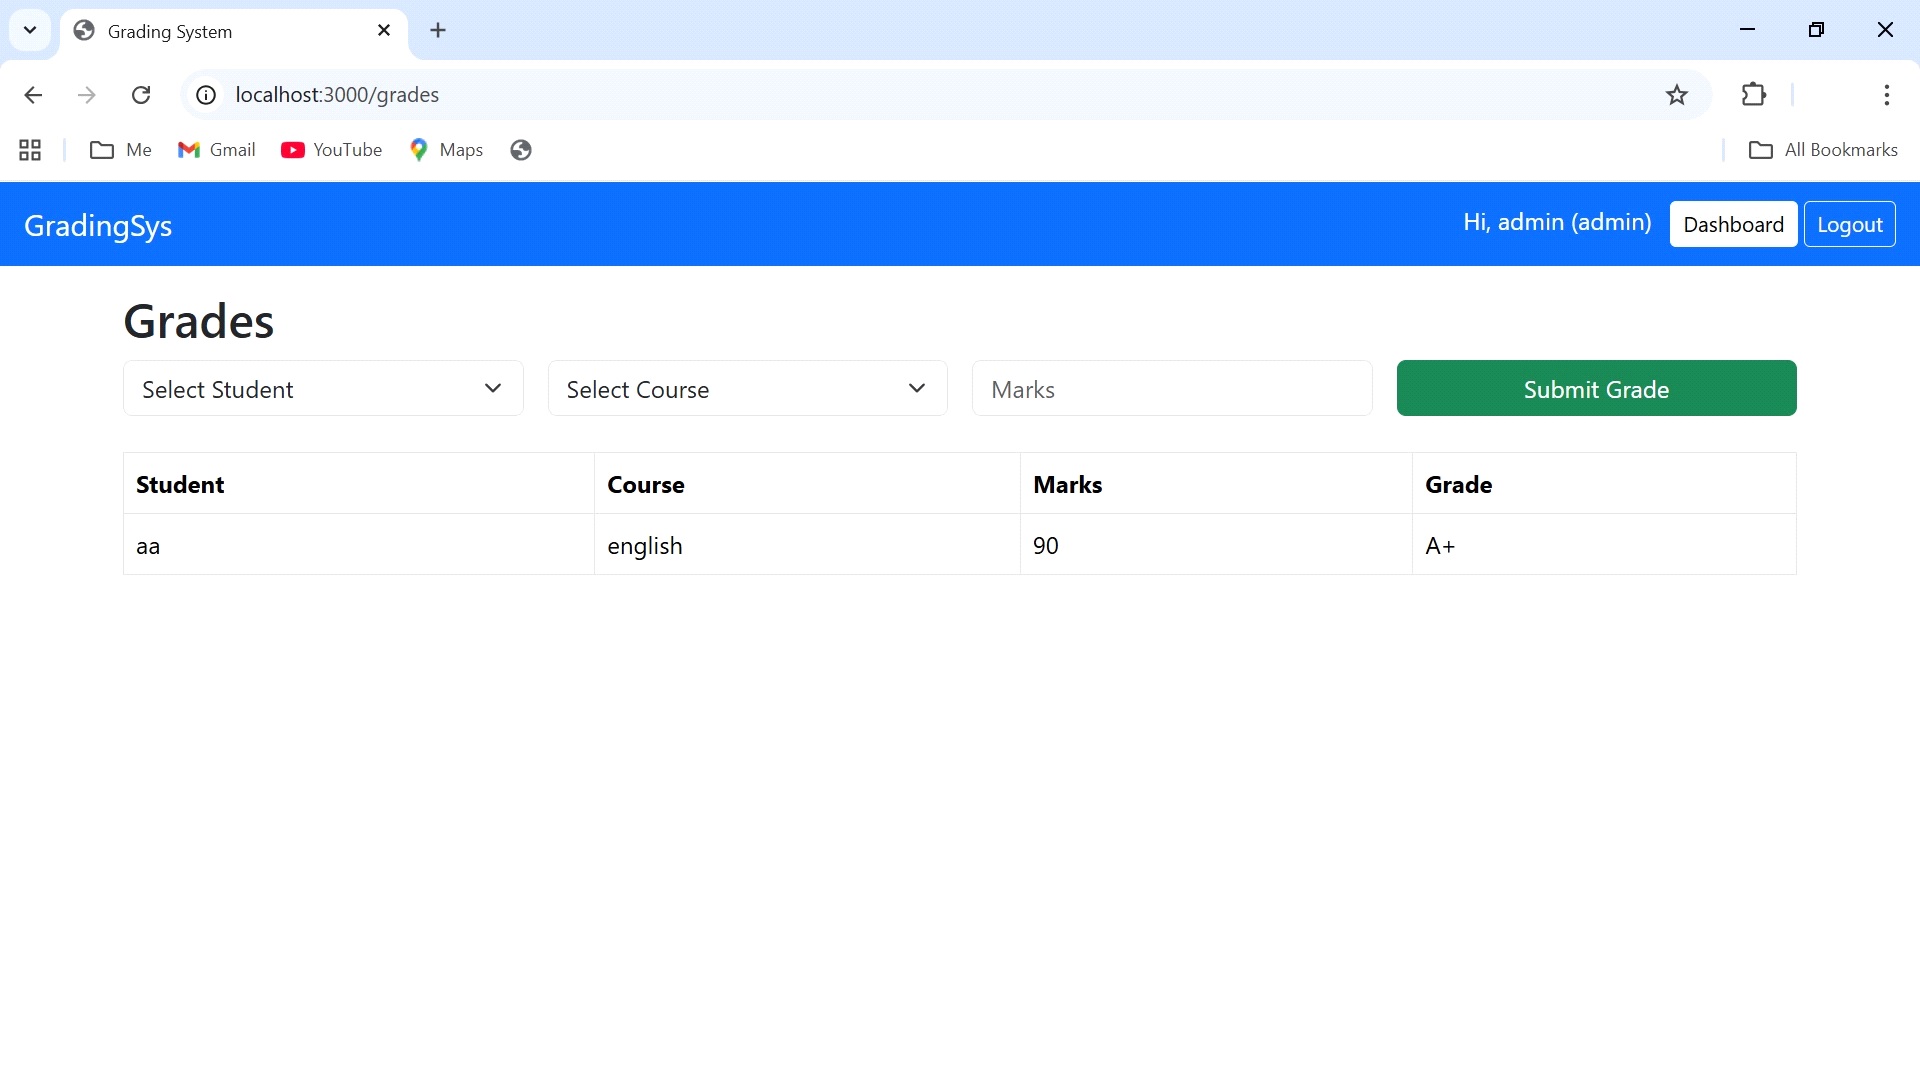 Grading System
localhost:3000/grades
Me Gmail YouTube Maps All Bookmarks
GradingSys Hi, admin (admin) Dashboard Logout
Grades
Select Student Select Course Marks Submit Grade
Student Course Marks Grade
aa english 90 A+